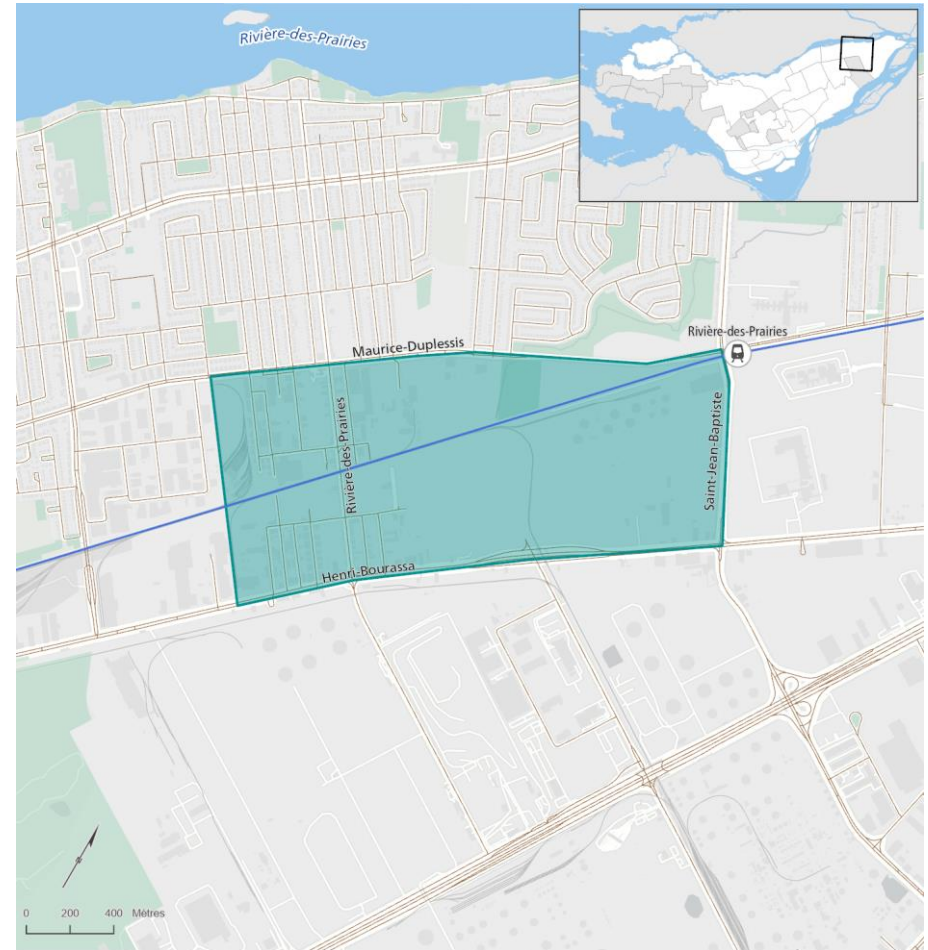 Rivière-des-Prairies
Rivière-des-Prairies
Maurice-Duplessis
Rivière-des-Prairies
Saint-Jean-Baptiste
Henri-Bourassa
0 200 400 Mètres